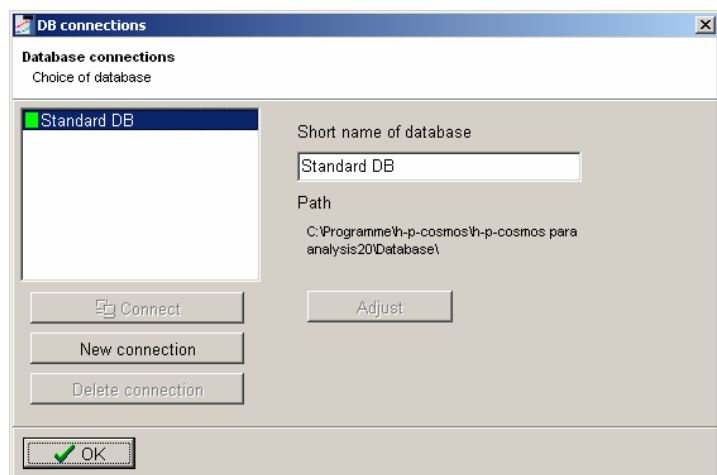 DB connections
Database connections
Choice of database
Standard DB
Short name of database
Standard DB
Path
C:\Programme\h-p-cosmos\h-p-cosmos para
analysis20\Database\
Connect
Adjust
New connection
Delete connection
OK